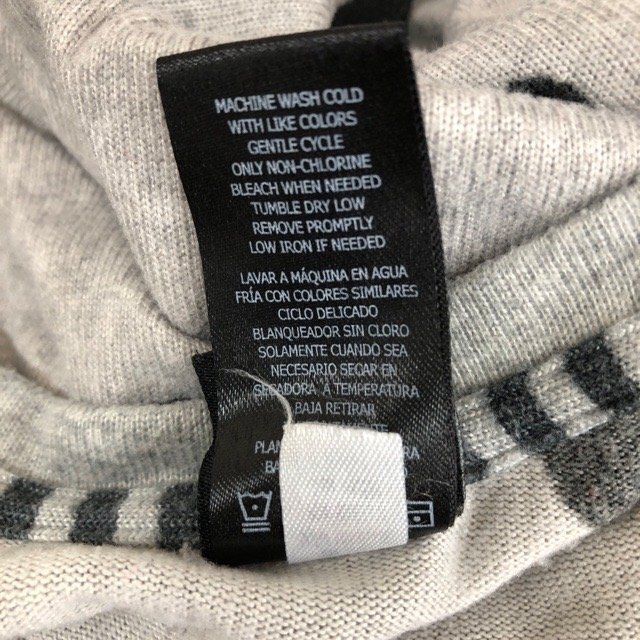 MACHINE WASH COLD
WITH LIKE COLORS
GENTLE CYCLE
ONLY NON-CHLORINE
BLEACH WHEN NEEDED
TUMBLE DRY LOW
REMOVE PROMPTLY
LOW IRON IF NEEDED
LAVAR A MÁQUINA EN AGUA
FRÍA CON COLORES SIMILARES
CICLO DELICADO
BLANQUEADOR SIN CLORO
SOLAMENTE CUANDO SEA
NECESARIO SECAR EN
SECADORA A TEMPERATURA
BAJA RETIRAR